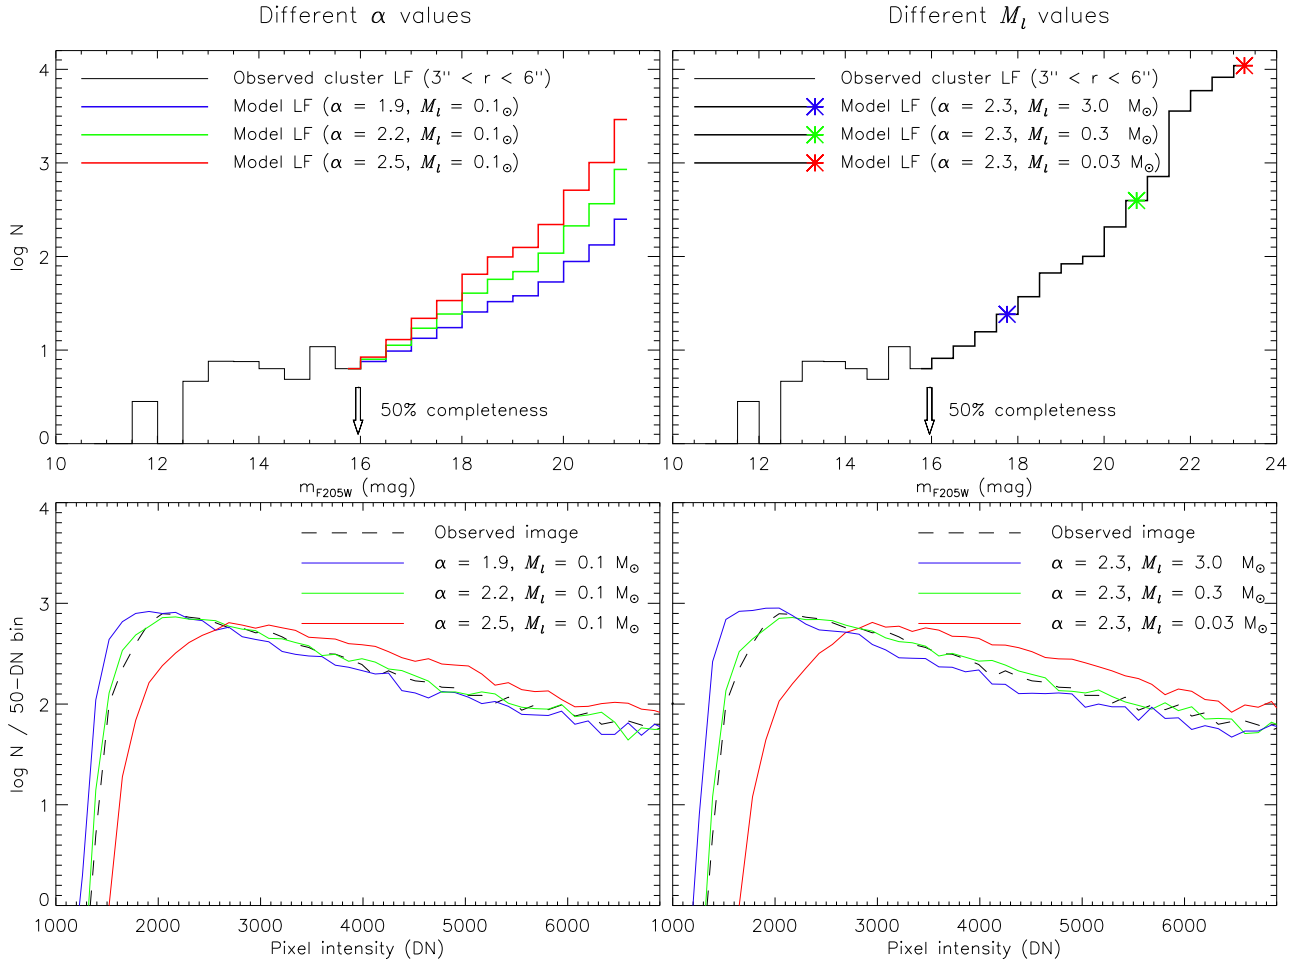 Different α values
Different M_l values
4
3
2
1
0
log N
Observed cluster LF (3" < r < 6")
Model LF (α = 1.9, M_l = 0.1⊙)
Model LF (α = 2.2, M_l = 0.1⊙)
Model LF (α = 2.5, M_l = 0.1⊙)
50% completeness
10 12 14 16 18 20
m_F205W (mag)
Observed cluster LF (3" < r < 6")
Model LF (α = 2.3, M_l = 3.0 M⊙)
Model LF (α = 2.3, M_l = 0.3 M⊙)
Model LF (α = 2.3, M_l = 0.03 M⊙)
50% completeness
10 12 14 16 18 20 22 24
m_F205W (mag)
4
3
2
1
0
log N / 50-DN bin
Observed image
α = 1.9, M_l = 0.1 M⊙
α = 2.2, M_l = 0.1 M⊙
α = 2.5, M_l = 0.1 M⊙
1000 2000 3000 4000 5000 6000
Pixel intensity (DN)
Observed image
α = 2.3, M_l = 3.0 M⊙
α = 2.3, M_l = 0.3 M⊙
α = 2.3, M_l = 0.03 M⊙
1000 2000 3000 4000 5000 6000
Pixel intensity (DN)